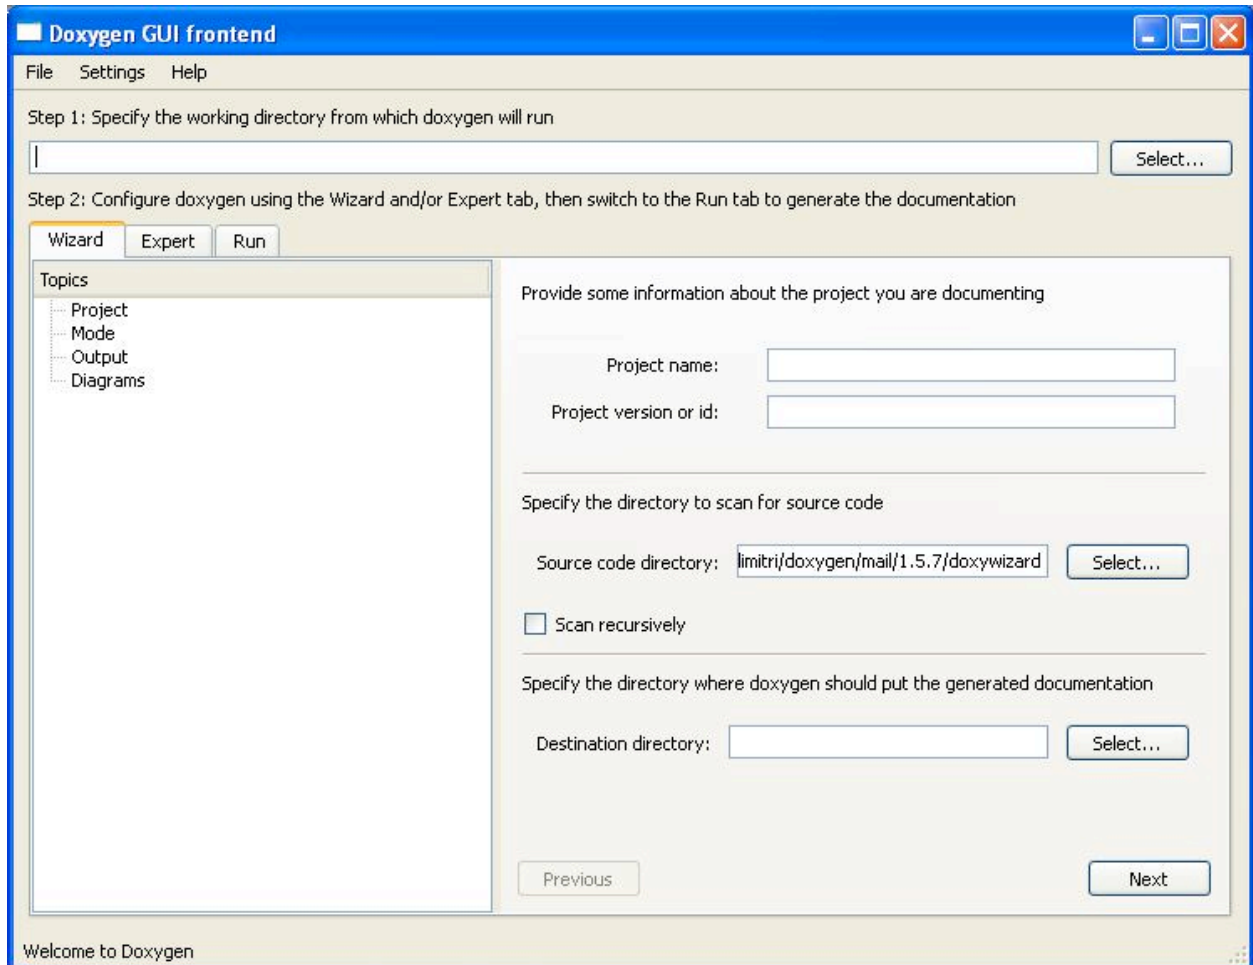 Doxygen GUI frontend
File Settings Help
Step 1: Specify the working directory from which doxygen will run
Select...
Step 2: Configure doxygen using the Wizard and/or Expert tab, then switch to the Run tab to generate the documentation
Wizard Expert Run
Topics
Project
Mode
Output
Diagrams
Provide some information about the project you are documenting
Project name:
Project version or id:
Specify the directory to scan for source code
Source code directory: limitri/doxygen/mail/1.5.7/doxywizard Select...
Scan recursively
Specify the directory where doxygen should put the generated documentation
Destination directory: Select...
Previous Next
Welcome to Doxygen